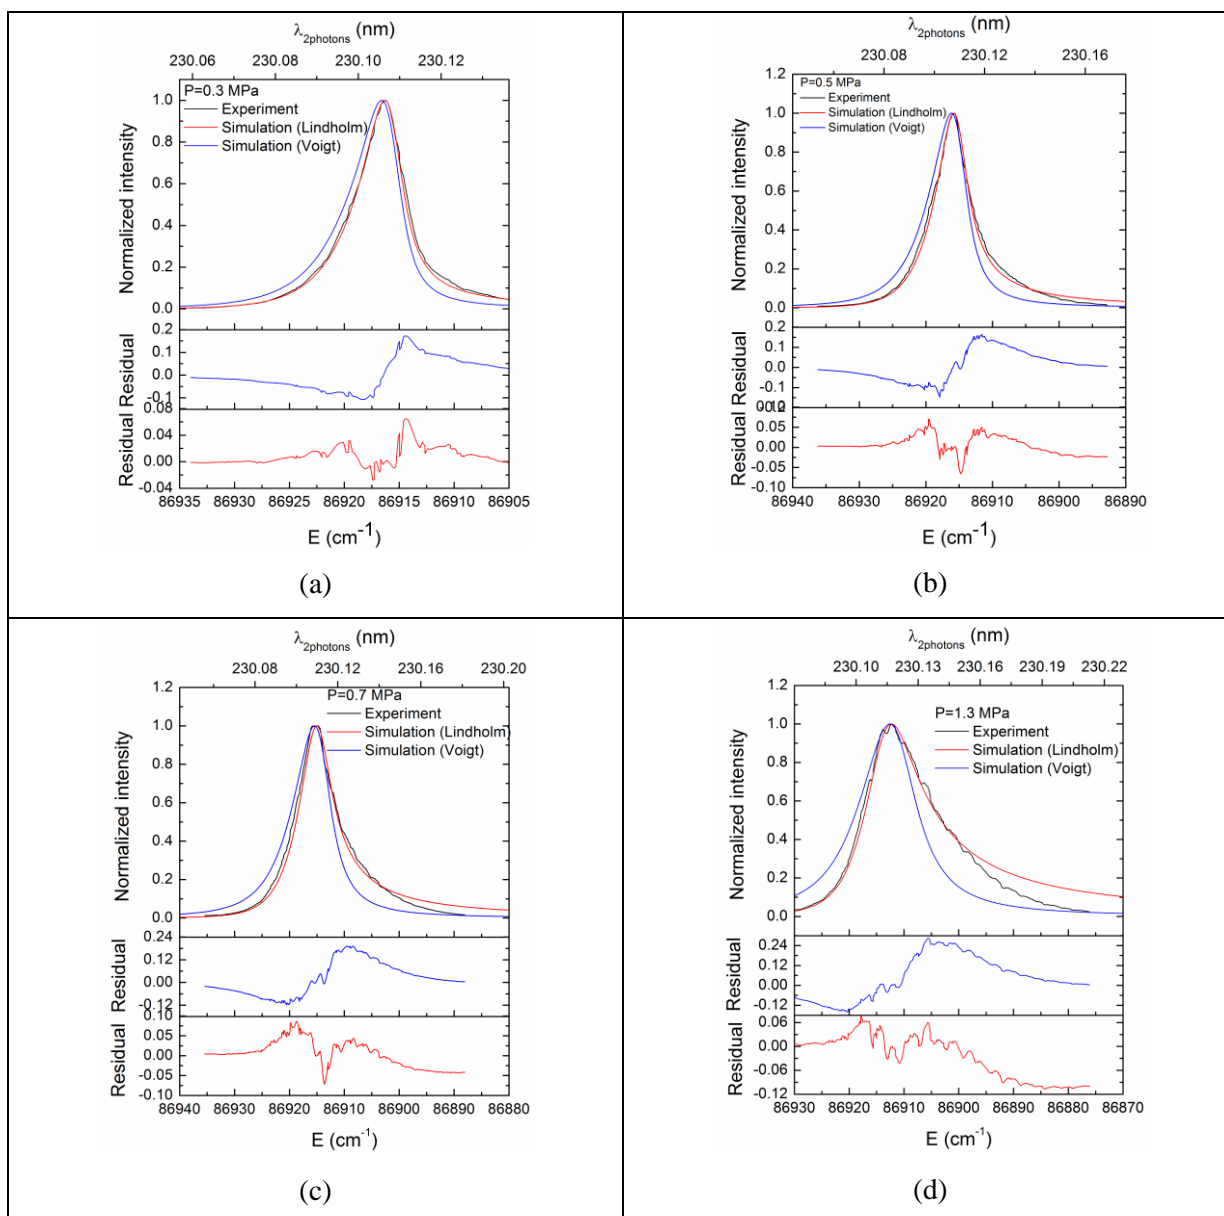 λ2photons (nm)
230.06 230.08 230.10 230.12
P=0.3 MPa
Experiment
Simulation (Lindholm)
Simulation (Voigt)
Normalized intensity
1.0
0.8
0.6
0.4
0.2
0.0
Residual
0.2
0.1
0.0
-0.1
Residual
0.08
0.04
0.00
-0.04
86935 86930 86925 86920 86915 86910 86905
E (cm-1)
(a)
λ2photons (nm)
230.08 230.12 230.16
P=0.5 MPa
Experiment
Simulation (Lindholm)
Simulation (Voigt)
Normalized intensity
1.2
1.0
0.8
0.6
0.4
0.2
0.0
Residual
0.2
0.1
0.0
-0.1
Residual
0.05
0.00
-0.05
-0.10
86940 86930 86920 86910 86900 86890
E (cm-1)
(b)
λ2photons (nm)
230.08 230.12 230.16 230.20
P=0.7 MPa
Experiment
Simulation (Lindholm)
Simulation (Voigt)
Normalized intensity
1.2
1.0
0.8
0.6
0.4
0.2
0.0
Residual
0.24
0.12
0.00
-0.12
Residual
0.10
0.05
0.00
-0.05
-0.10
86940 86930 86920 86910 86900 86890 86880
E (cm-1)
(c)
λ2photons (nm)
230.10 230.13 230.16 230.19 230.22
P=1.3 MPa
Experiment
Simulation (Lindholm)
Simulation (Voigt)
Normalized intensity
1.2
1.0
0.8
0.6
0.4
0.2
0.0
Residual
0.24
0.12
0.00
-0.12
Residual
0.06
0.00
-0.12
86930 86920 86910 86900 86890 86880 86870
E (cm-1)
(d)